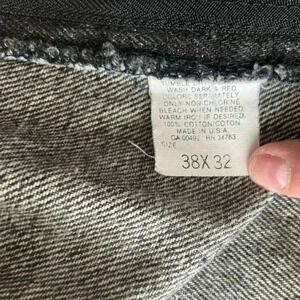 TUMBLE
WASH DARK & RED
COLORS SEPARATELY
ONLY NON-CHLORINE
BLEACH WHEN NEEDED
WARM IRON IF DESIRED
100% COTTON/COTON
MADE IN U.S.A.
CA 00492 RN 34763
SIZE
38X32